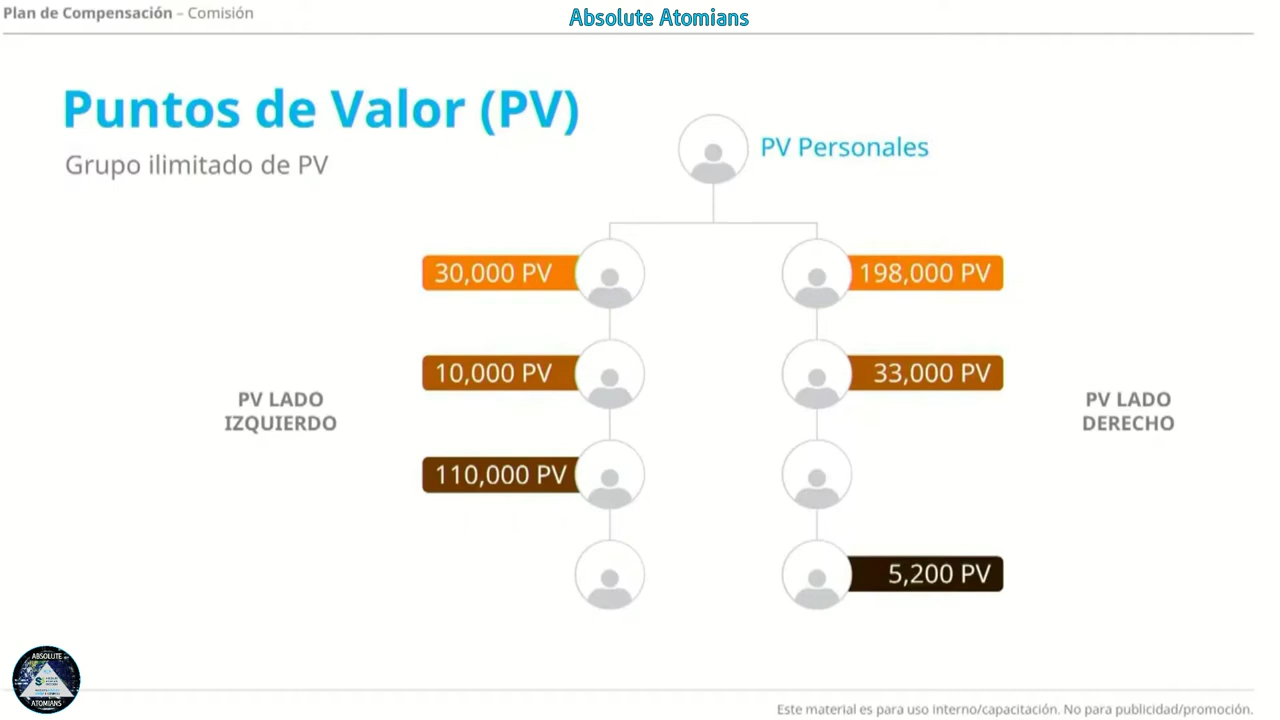 Plan de Compensación – Comisión
Absolute Atomians
Puntos de Valor (PV)
Grupo ilimitado de PV
PV Personales
30,000 PV
198,000 PV
10,000 PV
33,000 PV
PV LADO
IZQUIERDO
PV LADO
DERECHO
110,000 PV
5,200 PV
ABSOLUTE
ATOMIANS
Este material es para uso interno/capacitación. No para publicidad/promoción.